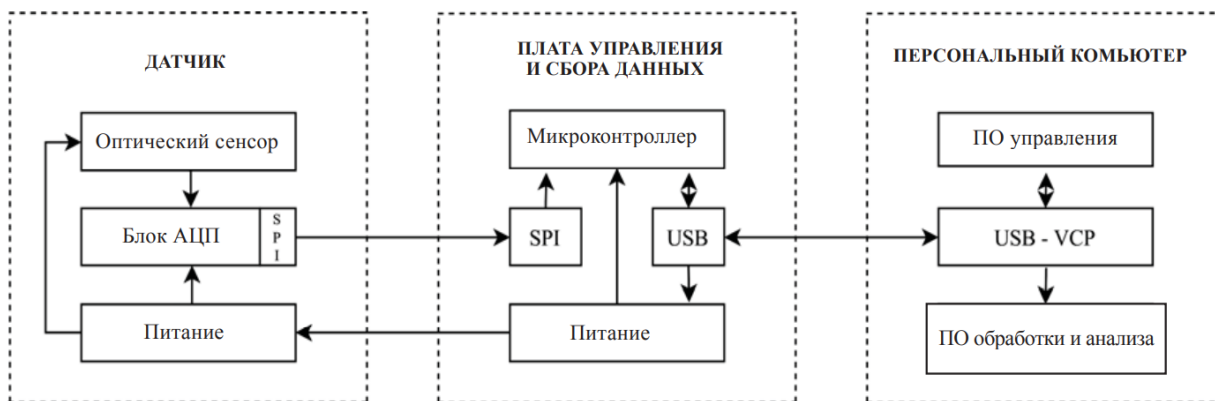 ДАТЧИК
Оптический сенсор
Блок АЦП
S
P
I
Питание
ПЛАТА УПРАВЛЕНИЯ
И СБОРА ДАННЫХ
Микроконтроллер
SPI
USB
Питание
ПЕРСОНАЛЬНЫЙ КОМЬЮТЕР
ПО управления
USB - VCP
ПО обработки и анализа